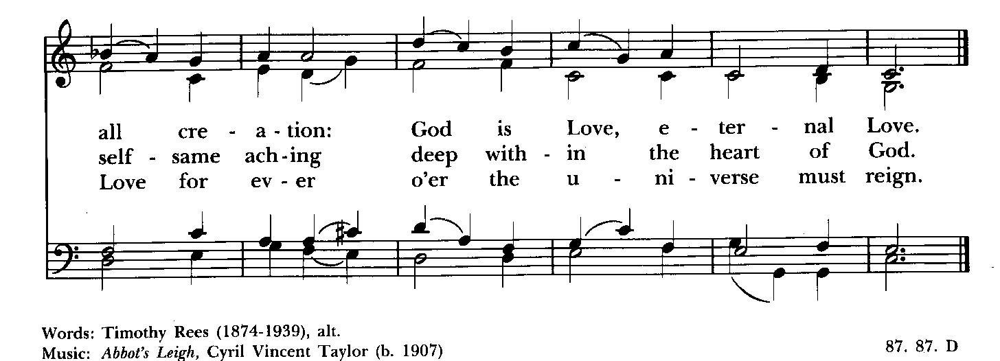 all cre - a - tion: God is Love, e - ter - nal Love.
self - same ach - ing deep with - in the heart of God.
Love for ev - er o'er the u - ni - verse must reign.
Words: Timothy Rees (1874-1939), alt.
Music: Abbot's Leigh, Cyril Vincent Taylor (b. 1907)
87. 87. D